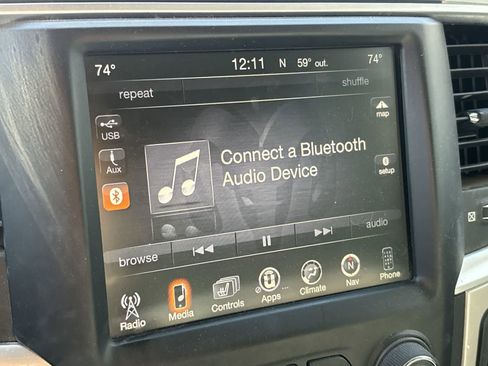 74° 12:11 N 59° out. 74°
repeat shuffle
USB
map
Connect a Bluetooth
Audio Device
Aux
setup
browse audio
Radio Media Controls Apps ... Climate Nav Phone
N